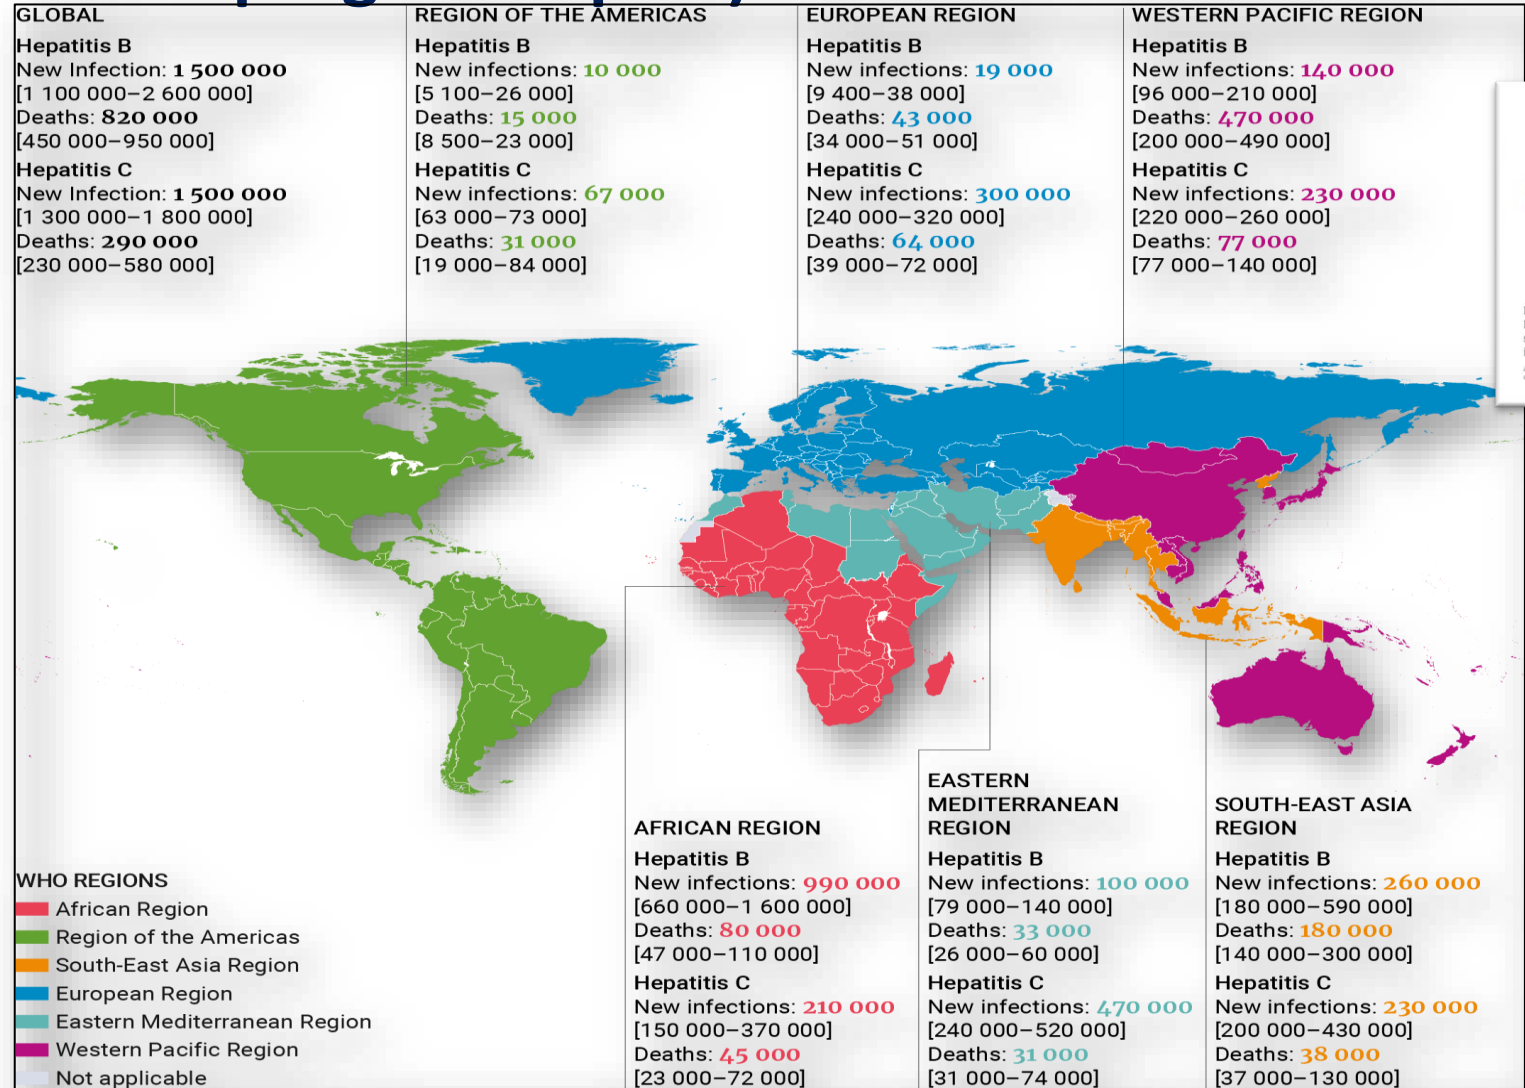 GLOBAL
Hepatitis B
New Infection: 1 500 000
[1 100 000–2 600 000]
Deaths: 820 000
[450 000–950 000]
Hepatitis C
New Infection: 1 500 000
[1 300 000–1 800 000]
Deaths: 290 000
[230 000–580 000]
REGION OF THE AMERICAS
Hepatitis B
New infections: 10 000
[5 100–26 000]
Deaths: 15 000
[8 500–23 000]
Hepatitis C
New infections: 67 000
[63 000–73 000]
Deaths: 31 000
[19 000–84 000]
EUROPEAN REGION
Hepatitis B
New infections: 19 000
[9 400–38 000]
Deaths: 43 000
[34 000–51 000]
Hepatitis C
New infections: 300 000
[240 000–320 000]
Deaths: 64 000
[39 000–72 000]
WESTERN PACIFIC REGION
Hepatitis B
New infections: 140 000
[96 000–210 000]
Deaths: 470 000
[200 000–490 000]
Hepatitis C
New infections: 230 000
[220 000–260 000]
Deaths: 77 000
[77 000–140 000]
WHO REGIONS
African Region
Region of the Americas
South-East Asia Region
European Region
Eastern Mediterranean Region
Western Pacific Region
Not applicable
AFRICAN REGION
Hepatitis B
New infections: 990 000
[660 000–1 600 000]
Deaths: 80 000
[47 000–110 000]
Hepatitis C
New infections: 210 000
[150 000–370 000]
Deaths: 45 000
[23 000–72 000]
EASTERN
MEDITERRANEAN
REGION
Hepatitis B
New infections: 100 000
[79 000–140 000]
Deaths: 33 000
[26 000–60 000]
Hepatitis C
New infections: 470 000
[240 000–520 000]
Deaths: 31 000
[31 000–74 000]
SOUTH-EAST ASIA
REGION
Hepatitis B
New infections: 260 000
[180 000–590 000]
Deaths: 180 000
[140 000–300 000]
Hepatitis C
New infections: 230 000
[200 000–430 000]
Deaths: 38 000
[37 000–130 000]